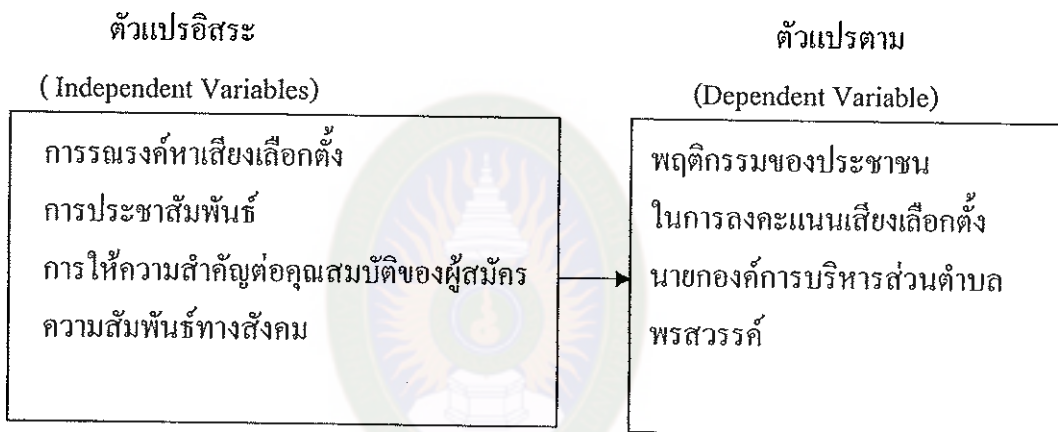 ตัวแปรอิสระ
( Independent Variables)
การรณรงค์หาเสียงเลือกตั้ง
การประชาสัมพันธ์
การให้ความสำคัญต่อคุณสมบัติของผู้สมัคร
ความสัมพันธ์ทางสังคม
ตัวแปรตาม
(Dependent Variable)
พฤติกรรมของประชาชน
ในการลงคะแนนเสียงเลือกตั้ง
นายกองค์การบริหารส่วนตำบล
พรสวรรค์